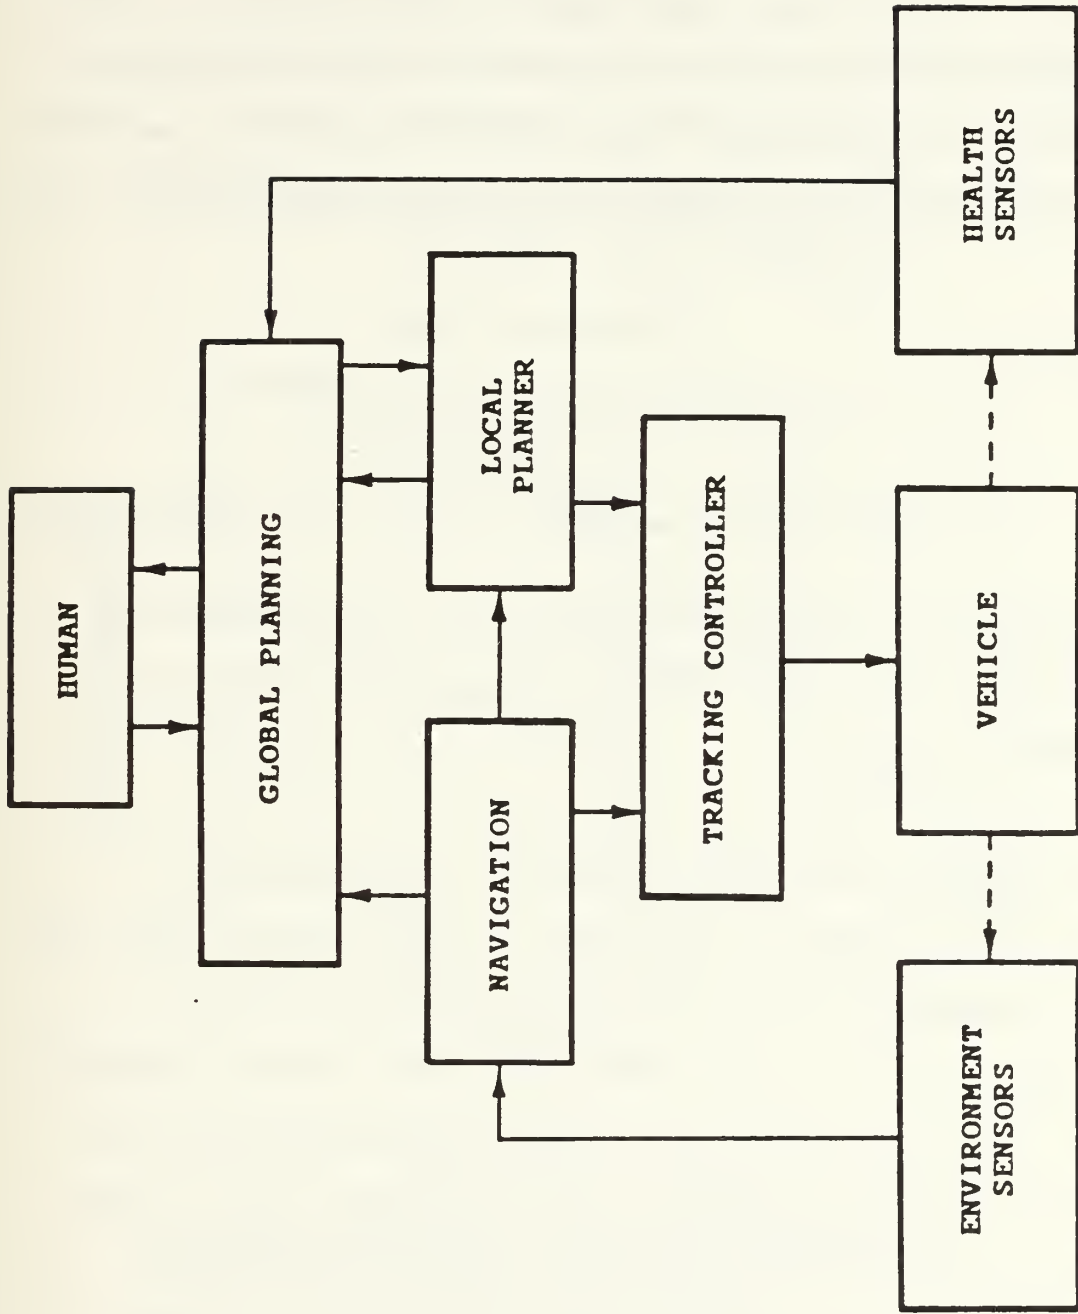 HUMAN
GLOBAL PLANNING
NAVIGATION
LOCAL
PLANNER
TRACKING CONTROLLER
ENVIRONMENT
SENSORS
VEHICLE
HEALTH
SENSORS